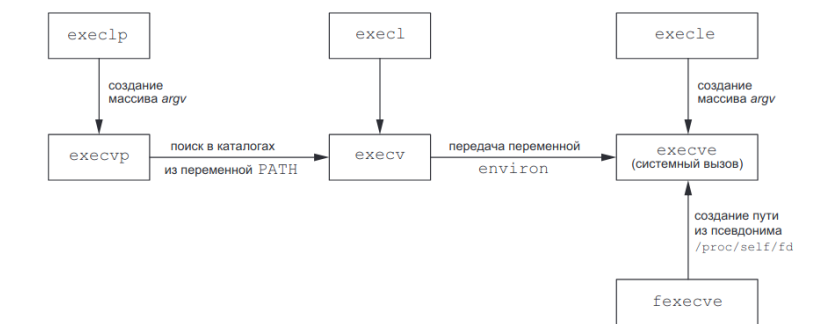 execlp
execl
execle
создание
массива argv
создание
массива argv
execvp
поиск в каталогах
из переменной PATH
execv
передача переменной
environ
execve
(системный вызов)
создание пути
из псевдонима
/proc/self/fd
fexecve